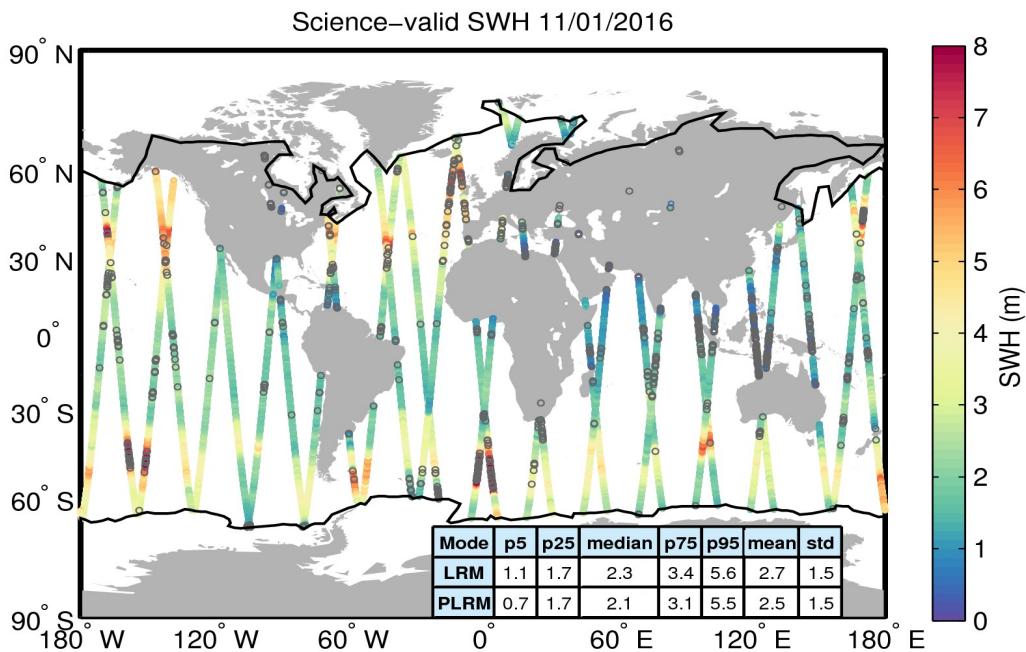 Science−valid SWH 11/01/2016
90° N
60° N
30° N
0°
30° S
60° S
90° S
180° W
120° W
60° W
0°
60° E
120° E
180° E
8
7
6
5
4
3
2
1
0
SWH (m)
Mode p5 p25 median p75 p95 mean std
LRM 1.1 1.7 2.3 3.4 5.6 2.7 1.5
PLRM 0.7 1.7 2.1 3.1 5.5 2.5 1.5